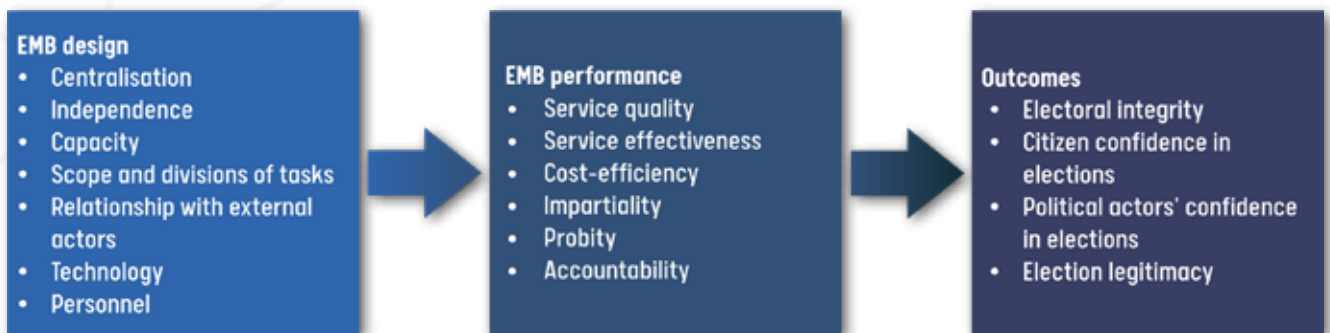 EMB design
• Centralisation
• Independence
• Capacity
• Scope and divisions of tasks
• Relationship with external
actors
• Technology
• Personnel
EMB performance
• Service quality
• Service effectiveness
• Cost-efficiency
• Impartiality
• Probity
• Accountability
Outcomes
• Electoral integrity
• Citizen confidence in
elections
• Political actors' confidence
in elections
• Election legitimacy